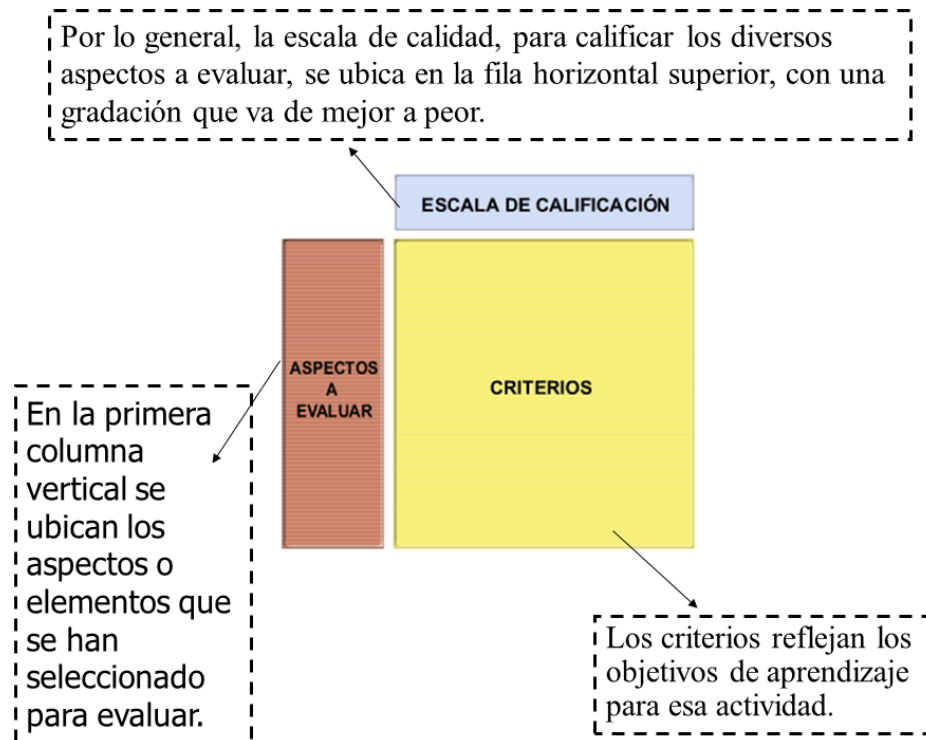 Por lo general, la escala de calidad, para calificar los diversos
aspectos a evaluar, se ubica en la fila horizontal superior, con una
gradación que va de mejor a peor.
ESCALA DE CALIFICACIÓN
ASPECTOS
A
EVALUAR
CRITERIOS
En la primera
columna
vertical se
ubican los
aspectos o
elementos que
se han
seleccionado
para evaluar.
Los criterios reflejan los
objetivos de aprendizaje
para esa actividad.